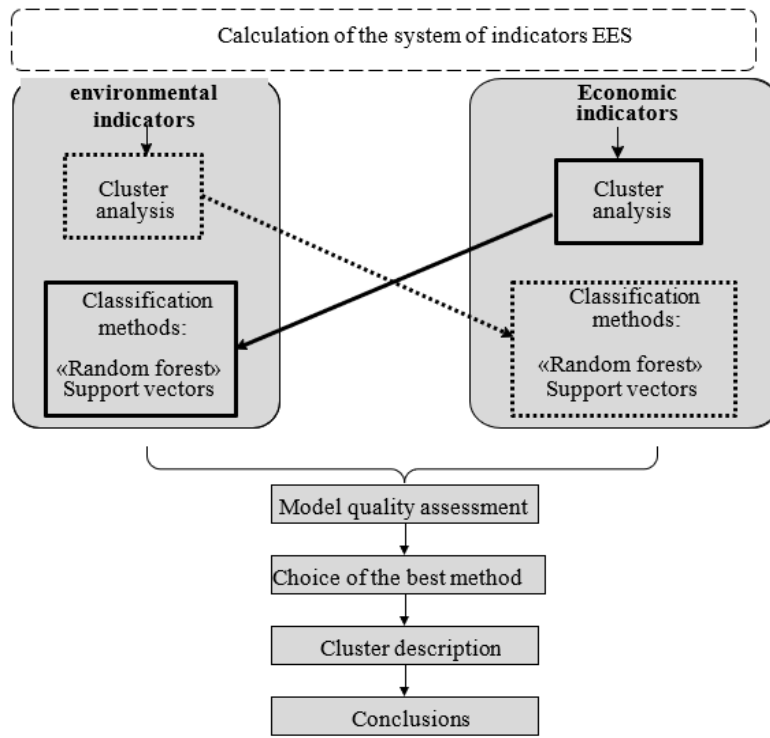 Calculation of the system of indicators EES
environmental
indicators
Cluster
analysis
Classification
methods:
«Random forest»
Support vectors
Economic
indicators
Cluster
analysis
Classification
methods:
«Random forest»
Support vectors
Model quality assessment
Choice of the best method
Cluster description
Conclusions